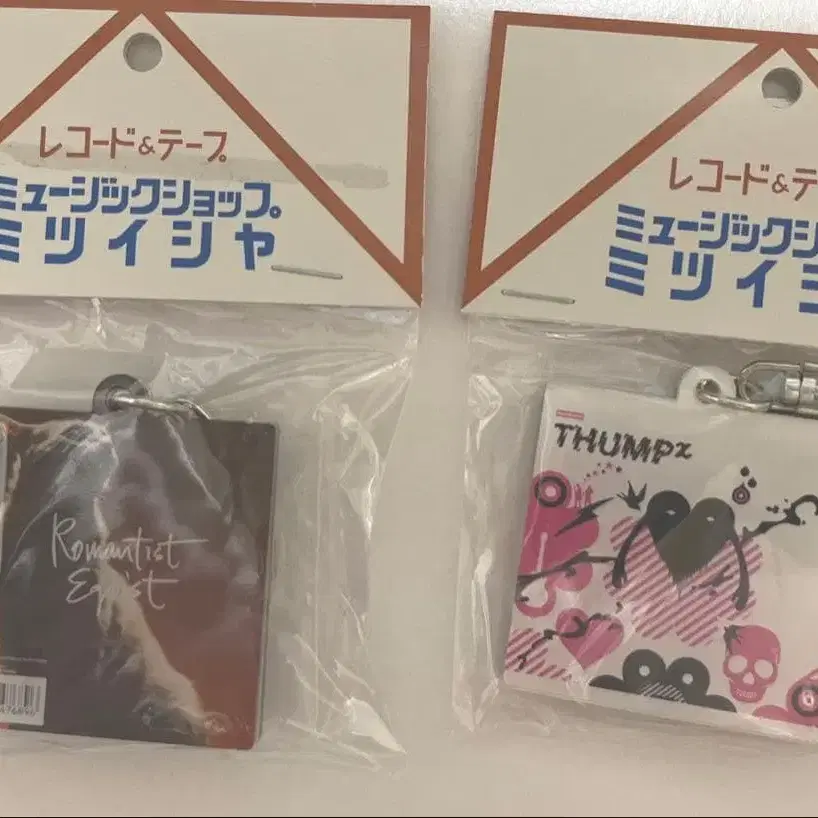 レコード&テープ
ミュージックショップ
ミツイシヤ
Romantist
Egoist
レコード&テ
ミュージックシ
ミツイシ
THUMPx